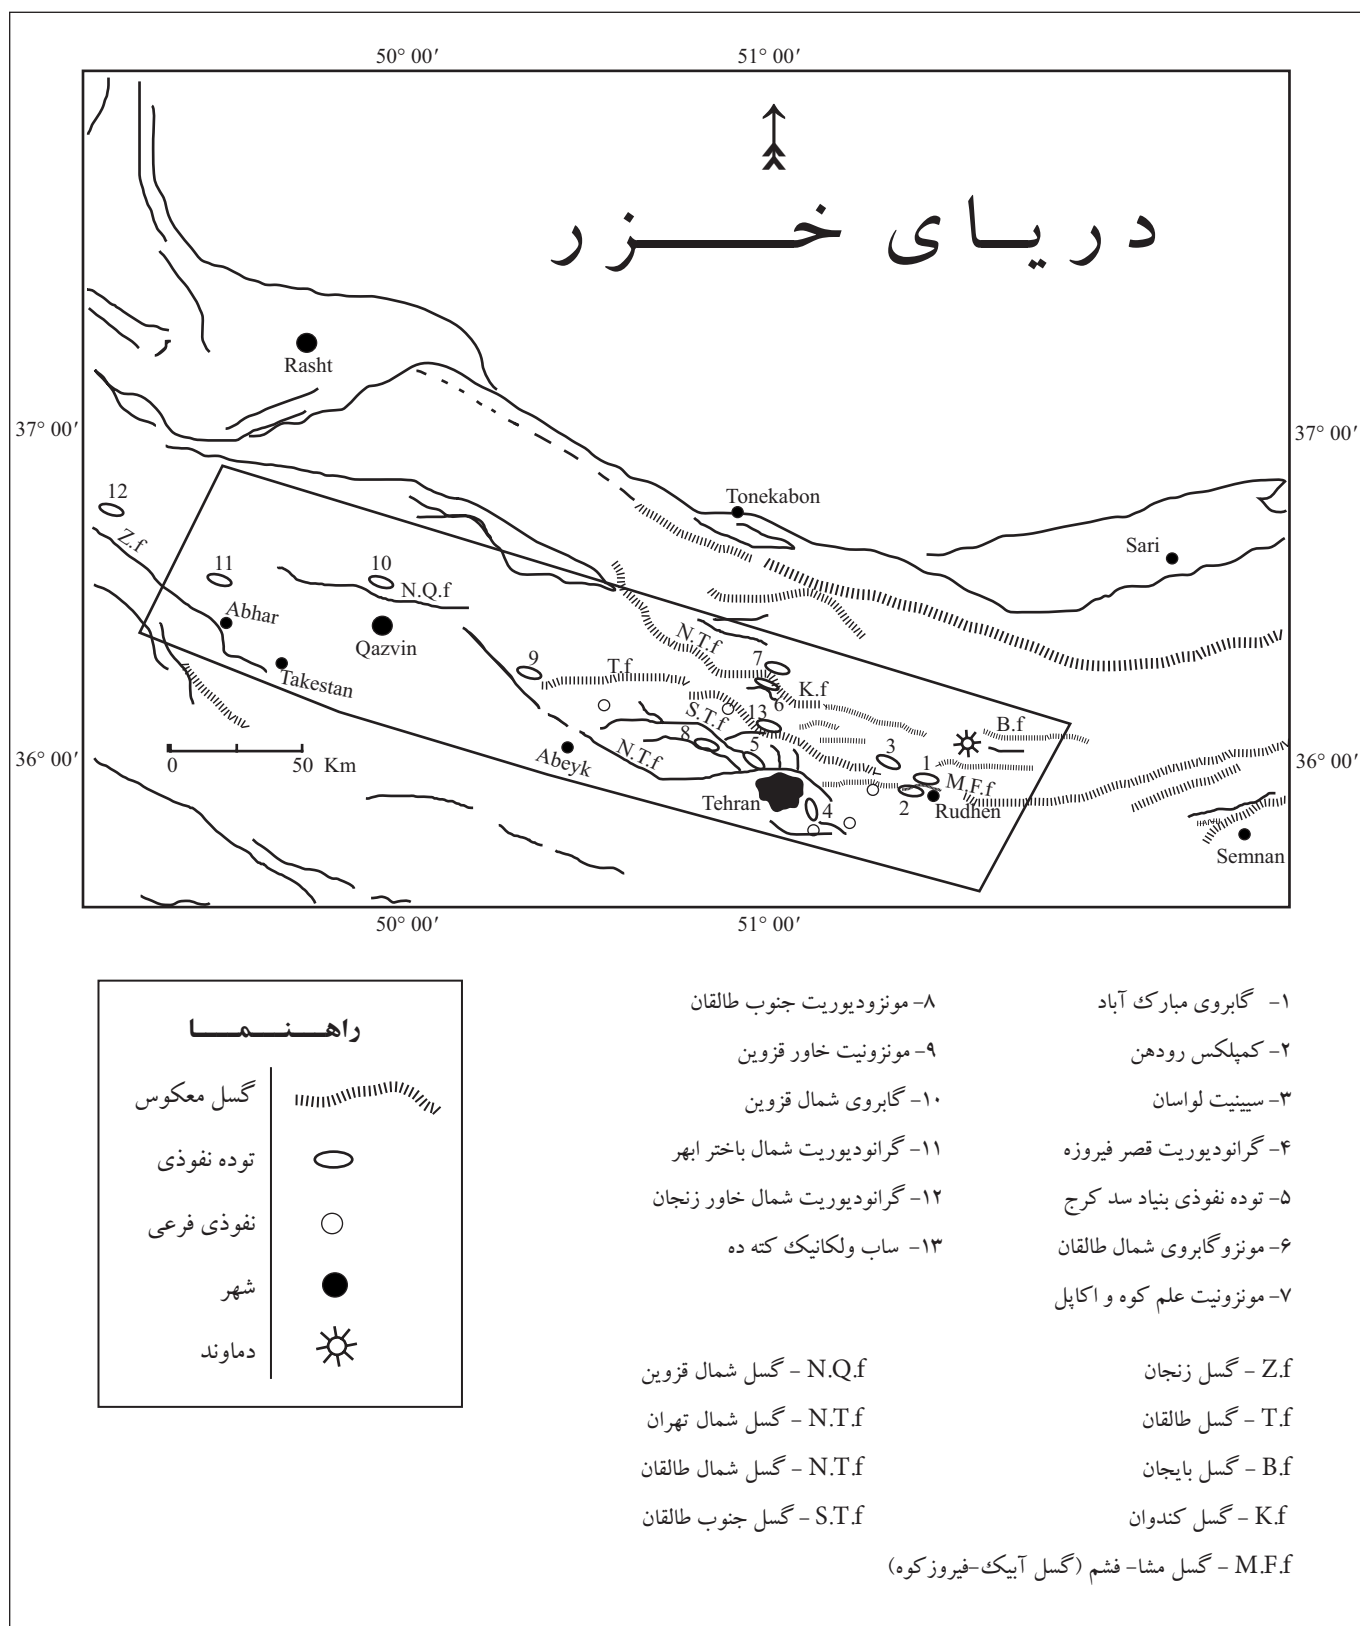 50° 00′ 51° 00′
دریای خزر
Rasht
37° 00′ 37° 00′
12
Tonekabon
Z.f
Sari
11
10
N.Q.f
Abhar
Qazvin
N.T.f
7
9
T.f
K.f
Takestan
6
13
S.T.f
B.f
8
5
3
N.T.f
36° 00′ 36° 00′
0 50 Km
Abeyk
1
M.F.f
Tehran
4
2
Rudhen
Semnan
50° 00′ 51° 00′
راهنما
گسل معکوس
توده نفوذی
نفوذی فرعی
شهر
دماوند
۱- گابروی مبارک آباد
۲- کمپلکس رودهن
۳- سیینیت لواسان
۴- گرانودیوریت قصر فیروزه
۵- توده نفوذی بنیاد سد کرج
۶- مونزوگابروی شمال طالقان
۷- مونزونیت علم کوه و اکاپل
۸- مونزودیوریت جنوب طالقان
۹- مونزونیت خاور قزوین
۱۰- گابروی شمال قزوین
۱۱- گرانودیوریت شمال باختر ابهر
۱۲- گرانودیوریت شمال خاور زنجان
۱۳- ساب ولکانیک کته ده
Z.f - گسل زنجان
T.f - گسل طالقان
B.f - گسل بایجان
K.f - گسل کندوان
M.F.f - گسل مشا- فشم (گسل آبیک-فیروزکوه)
N.Q.f - گسل شمال قزوین
N.T.f - گسل شمال تهران
N.T.f - گسل شمال طالقان
S.T.f - گسل جنوب طالقان